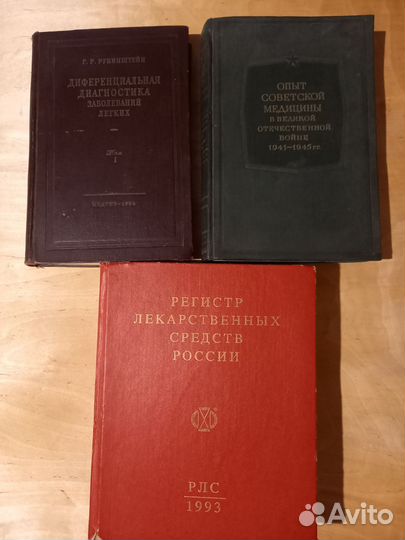 Г. Р. РУБИНШТЕЙН
ДИФЕРЕНЦИАЛЬНАЯ
ДИАГНОСТИКА
ЗАБОЛЕВАНИЙ
ЛЕГКИХ
Том
I
ОПЫТ
СОВЕТСКОЙ
МЕДИЦИНЫ
В ВЕЛИКОЙ
ОТЕЧЕСТВЕННОЙ
ВОЙНЕ
1941-1945 гг.
РЕГИСТР
ЛЕКАРСТВЕННЫХ
СРЕДСТВ
РОССИИ
РЛС
1993
Avito